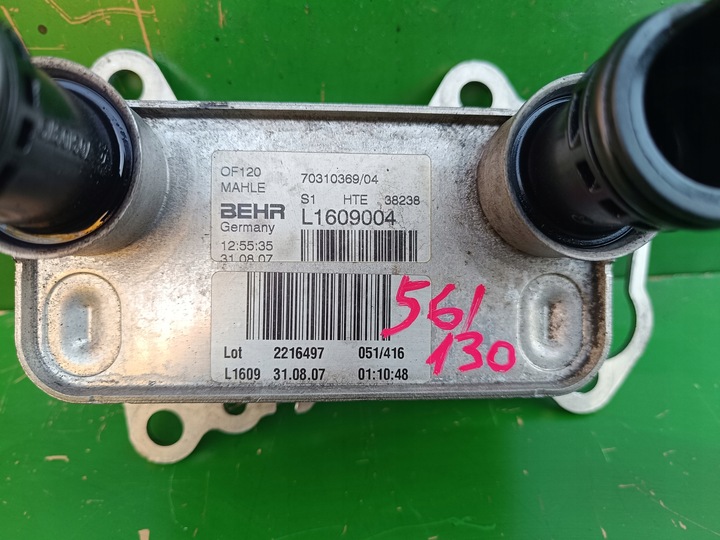 OF120 70310369/04
MAHLE S1 HTE 38238
BEHR L1609004
Germany
12:55:35
31.08.07
Lot 2216497 051/416
L1609 31.08.07 01:10:48
561/
130